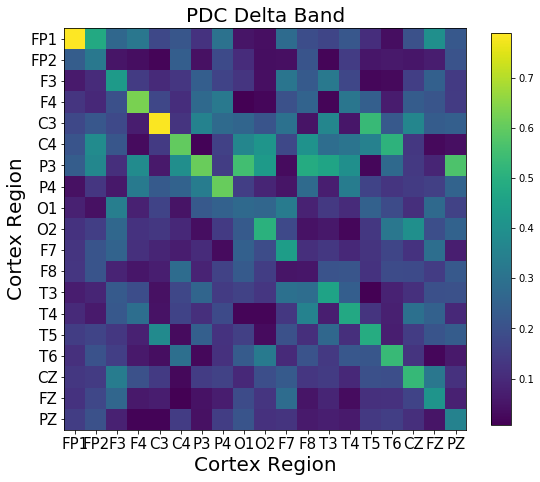 PDC Delta Band
FP1
FP2
F3
F4
C3
C4
P3
P4
O1
O2
F7
F8
T3
T4
T5
T6
CZ
FZ
PZ
Cortex Region
FP1 FP2 F3 F4 C3 C4 P3 P4 O1 O2 F7 F8 T3 T4 T5 T6 CZ FZ PZ
Cortex Region
0.7
0.6
0.5
0.4
0.3
0.2
0.1